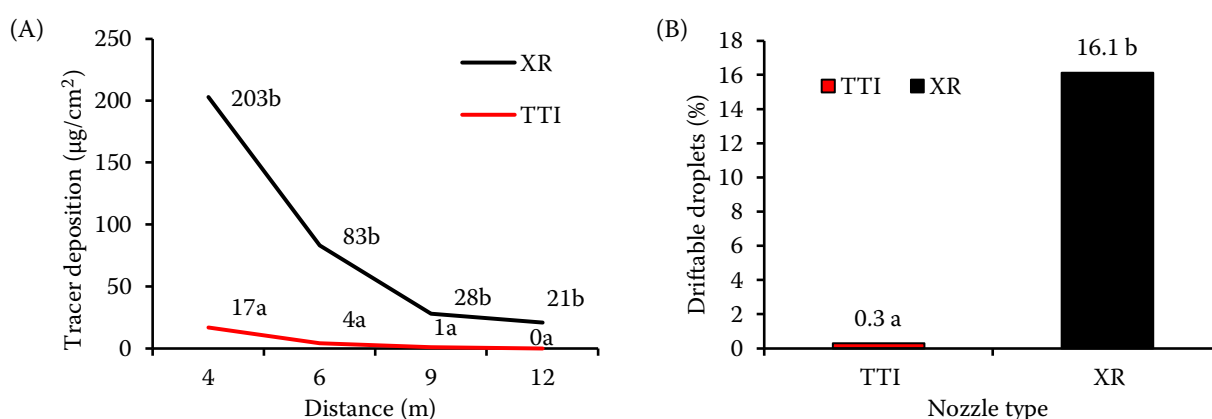 (A)
Tracer deposition (µg/cm2)
250
200
150
100
50
0
XR
TTI
203b
83b
28b
21b
17a
4a
1a
0a
4 6 9 12
Distance (m)
(B)
Driftable droplets (%)
18
16
14
12
10
8
6
4
2
0
TTI XR
16.1 b
0.3 a
TTI XR
Nozzle type